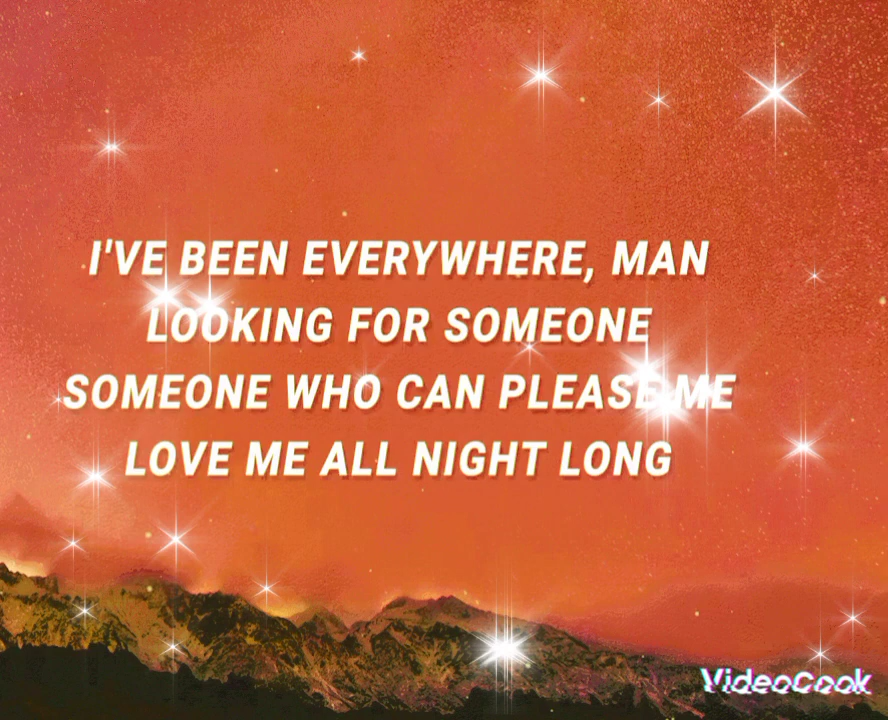 I'VE BEEN EVERYWHERE, MAN
LOOKING FOR SOMEONE
SOMEONE WHO CAN PLEASE ME
LOVE ME ALL NIGHT LONG
VideoCook